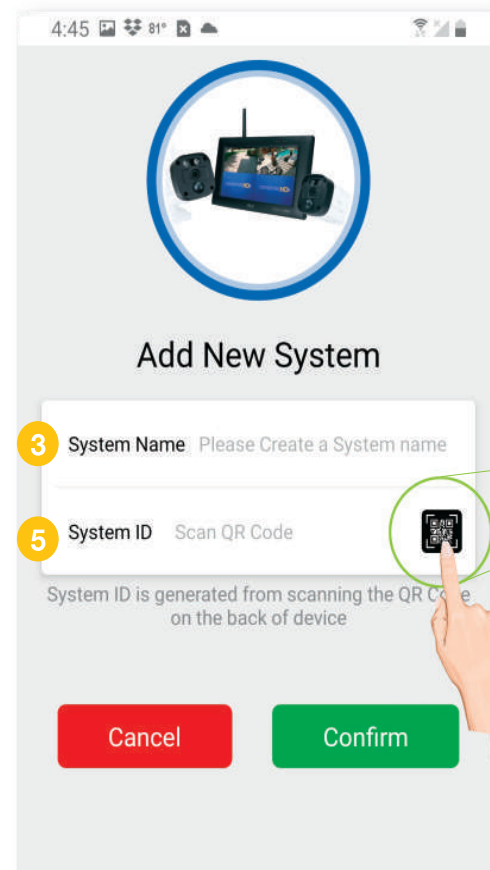 4:45 81°
Add New System
3 System Name Please Create a System name
5 System ID Scan QR Code
System ID is generated from scanning the QR
on the back of device
Cancel Confirm